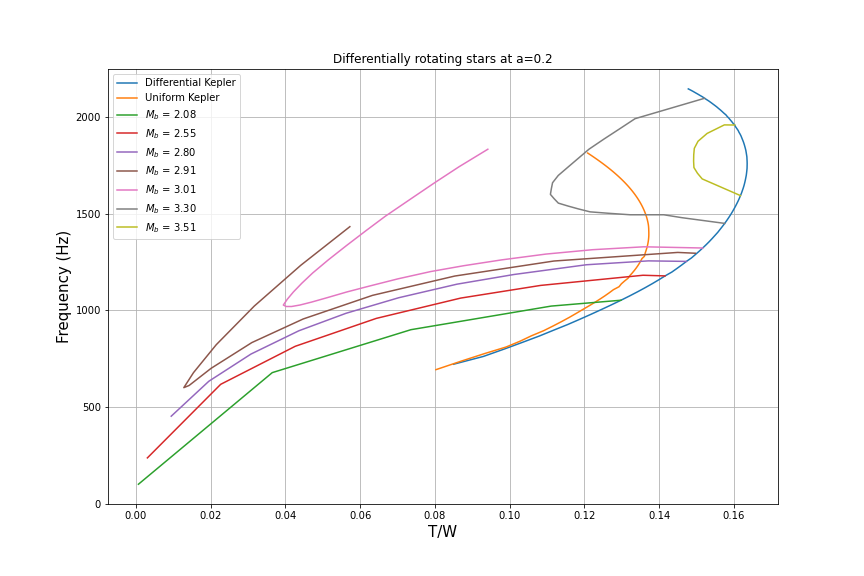 Differentially rotating stars at a=0.2
Differential Kepler
Uniform Kepler
M_b = 2.08
M_b = 2.55
M_b = 2.80
M_b = 2.91
M_b = 3.01
M_b = 3.30
M_b = 3.51
Frequency (Hz)
2000
1500
1000
500
0
0.00 0.02 0.04 0.06 0.08 0.10 0.12 0.14 0.16
T/W